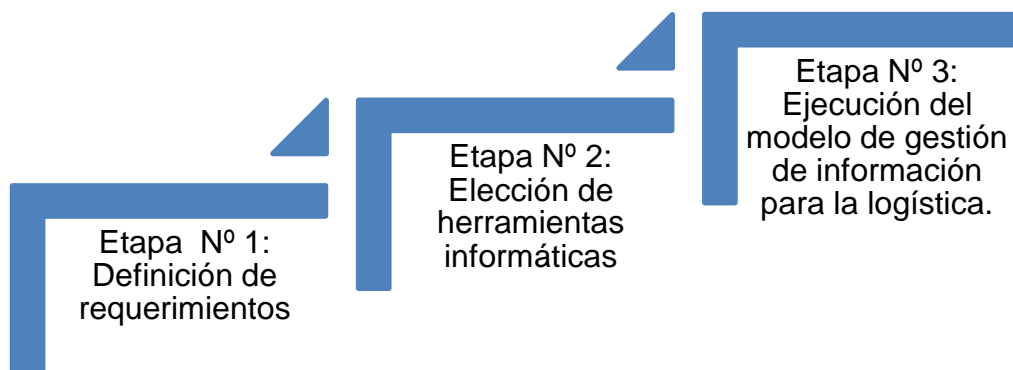 Etapa Nº 1:
Definición de
requerimientos
Etapa Nº 2:
Elección de
herramientas
informáticas
Etapa Nº 3:
Ejecución del
modelo de gestión
de información
para la logística.